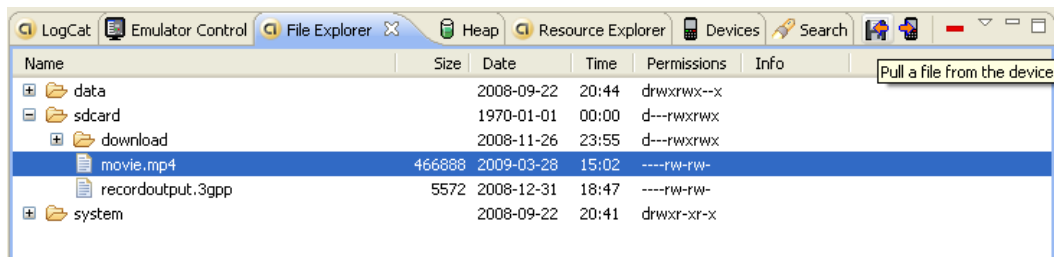 LogCat Emulator Control File Explorer Heap Resource Explorer Devices Search
Name Size Date Time Permissions Info
Pull a file from the device
data 2008-09-22 20:44 drwxrwx--x
sdcard 1970-01-01 00:00 d---rwxrwx
download 2008-11-26 23:55 d---rwxrwx
movie.mp4 466888 2009-03-28 15:02 ----rw-rw-
recordoutput.3gpp 5572 2008-12-31 18:47 ----rw-rw-
system 2008-09-22 20:41 drwxr-xr-x